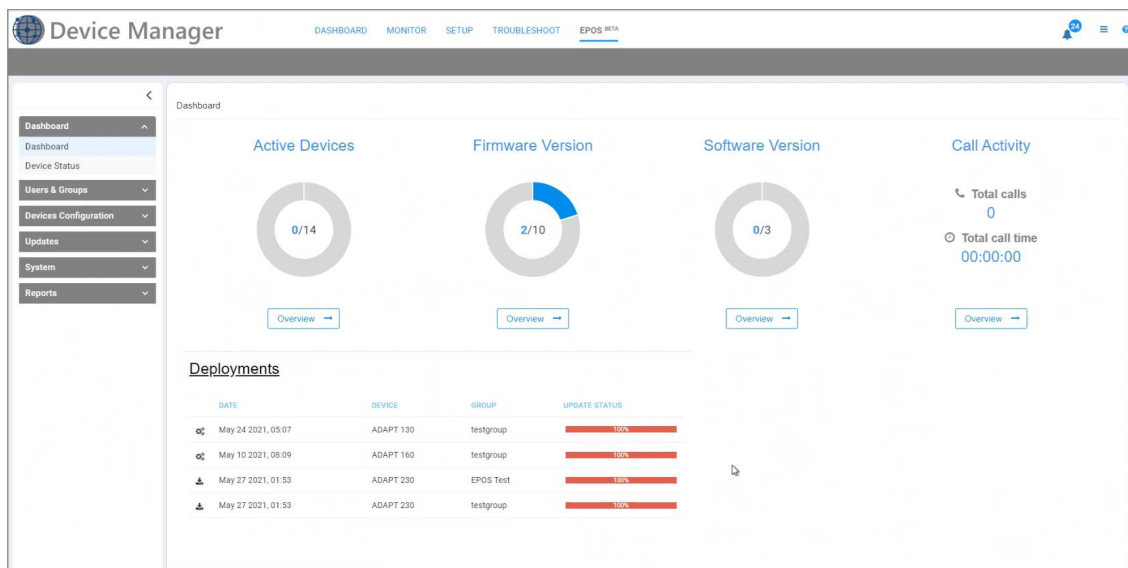 Device Manager
DASHBOARD MONITOR SETUP TROUBLESHOOT EPOS BETA
24
Dashboard
Dashboard
Device Status
Users & Groups
Devices Configuration
Updates
System
Reports
Dashboard
Active Devices
0/14
Overview
Firmware Version
2/10
Overview
Software Version
0/3
Overview
Call Activity
Total calls
0
Total call time
00:00:00
Overview
Deployments
DATE DEVICE GROUP UPDATE STATUS
May 24 2021, 05:07 ADAPT 130 testgroup 100%
May 10 2021, 08:09 ADAPT 160 testgroup 100%
May 27 2021, 01:53 ADAPT 230 EPOS Test 100%
May 27 2021, 01:53 ADAPT 230 testgroup 100%